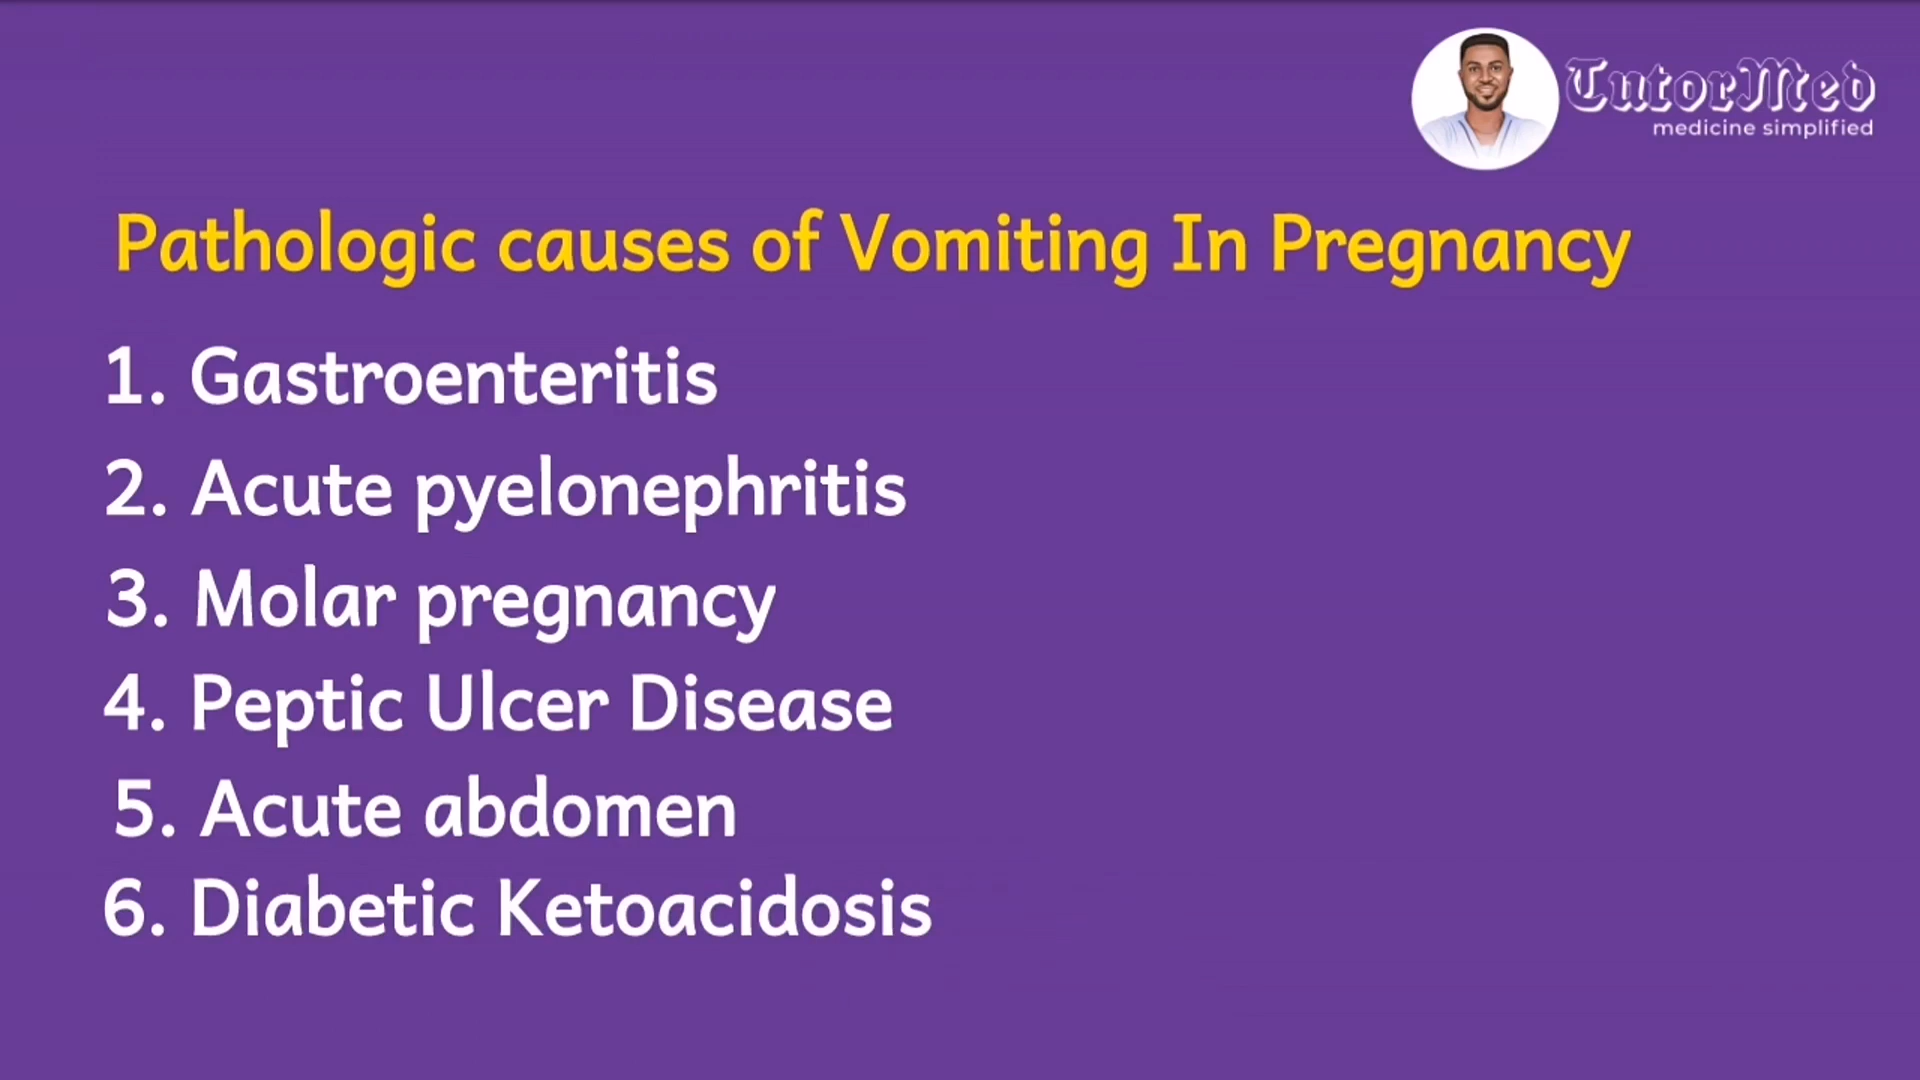 TutorMed
medicine simplified
Pathologic causes of Vomiting In Pregnancy
1. Gastroenteritis
2. Acute pyelonephritis
3. Molar pregnancy
4. Peptic Ulcer Disease
5. Acute abdomen
6. Diabetic Ketoacidosis